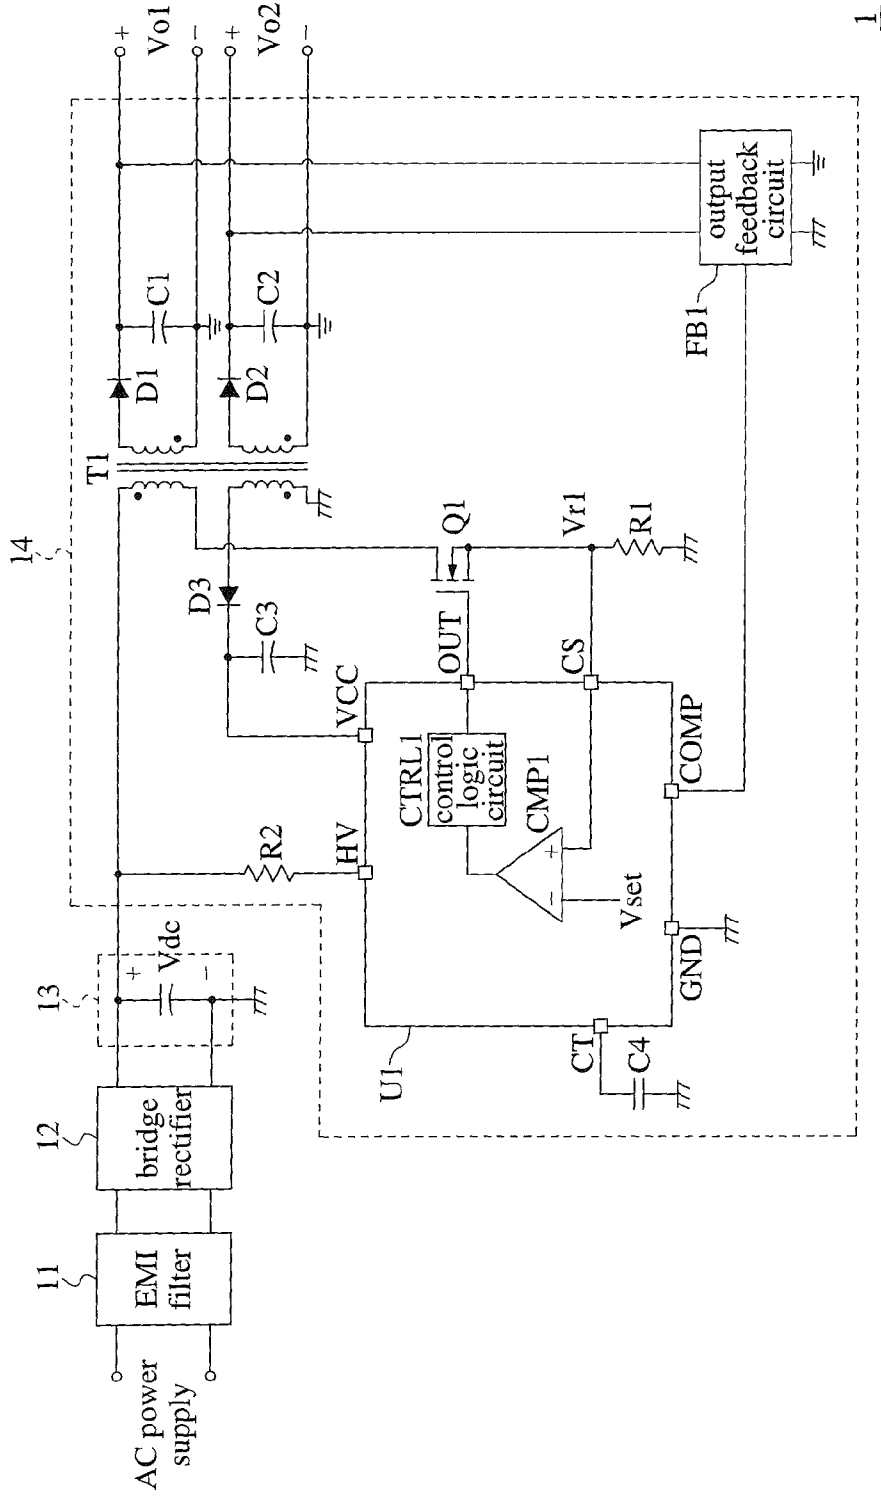 1
14
13
12
11
AC power
supply
EMI
filter
bridge
rectifier
+
Vdc
−
T1
D1
C1
+
Vo1
−
D2
C2
+
Vo2
−
D3
C3
R2
HV
VCC
U1
CTRL1
control
logic
circuit
CMP1
−
+
Vset
OUT
Q1
CS
Vr1
R1
CT
C4
GND
COMP
FB1
output
feedback
circuit